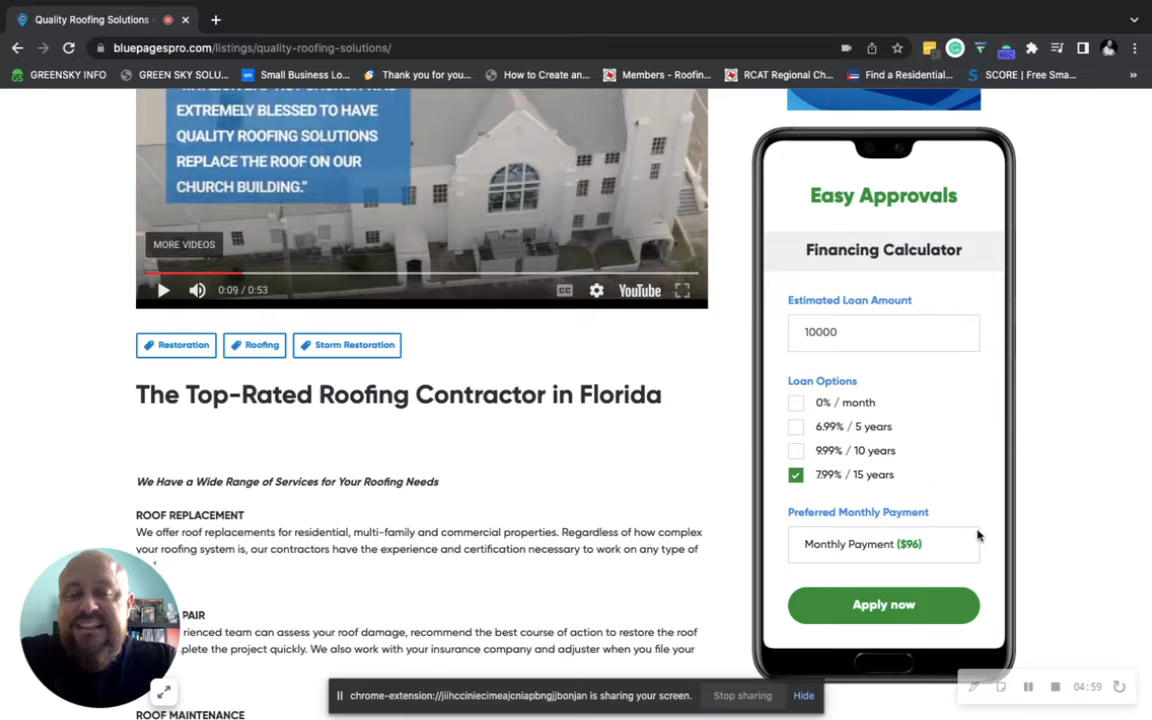 Quality Roofing Solutions
bluepagespro.com/listings/quality-roofing-solutions/
GREENSKY INFO
GREEN SKY SOLU...
Small Business Lo...
Thank you for you...
How to Create an...
Members - Roofin...
RCAT Regional Ch...
Find a Residential...
SCORE | Free Sma...
»
EXTREMELY BLESSED TO HAVE
QUALITY ROOFING SOLUTIONS
REPLACE THE ROOF ON OUR
CHURCH BUILDING."
MORE VIDEOS
0:09 / 0:53
CC
YouTube
Restoration
Roofing
Storm Restoration
The Top-Rated Roofing Contractor in Florida
We Have a Wide Range of Services for Your Roofing Needs
ROOF REPLACEMENT
We offer roof replacements for residential, multi-family and commercial properties. Regardless of how complex
your roofing system is, our contractors have the experience and certification necessary to work on any type of
PAIR
rienced team can assess your roof damage, recommend the best course of action to restore the roof
plete the project quickly. We also work with your insurance company and adjuster when you file your
ROOF MAINTENANCE
Easy Approvals
Financing Calculator
Estimated Loan Amount
10000
Loan Options
0% / month
6.99% / 5 years
9.99% / 10 years
7.99% / 15 years
Preferred Monthly Payment
Monthly Payment ($96)
Apply now
chrome-extension://jiihcciniecimeajcniapbngjjbonjan is sharing your screen.
Stop sharing
Hide
04:59